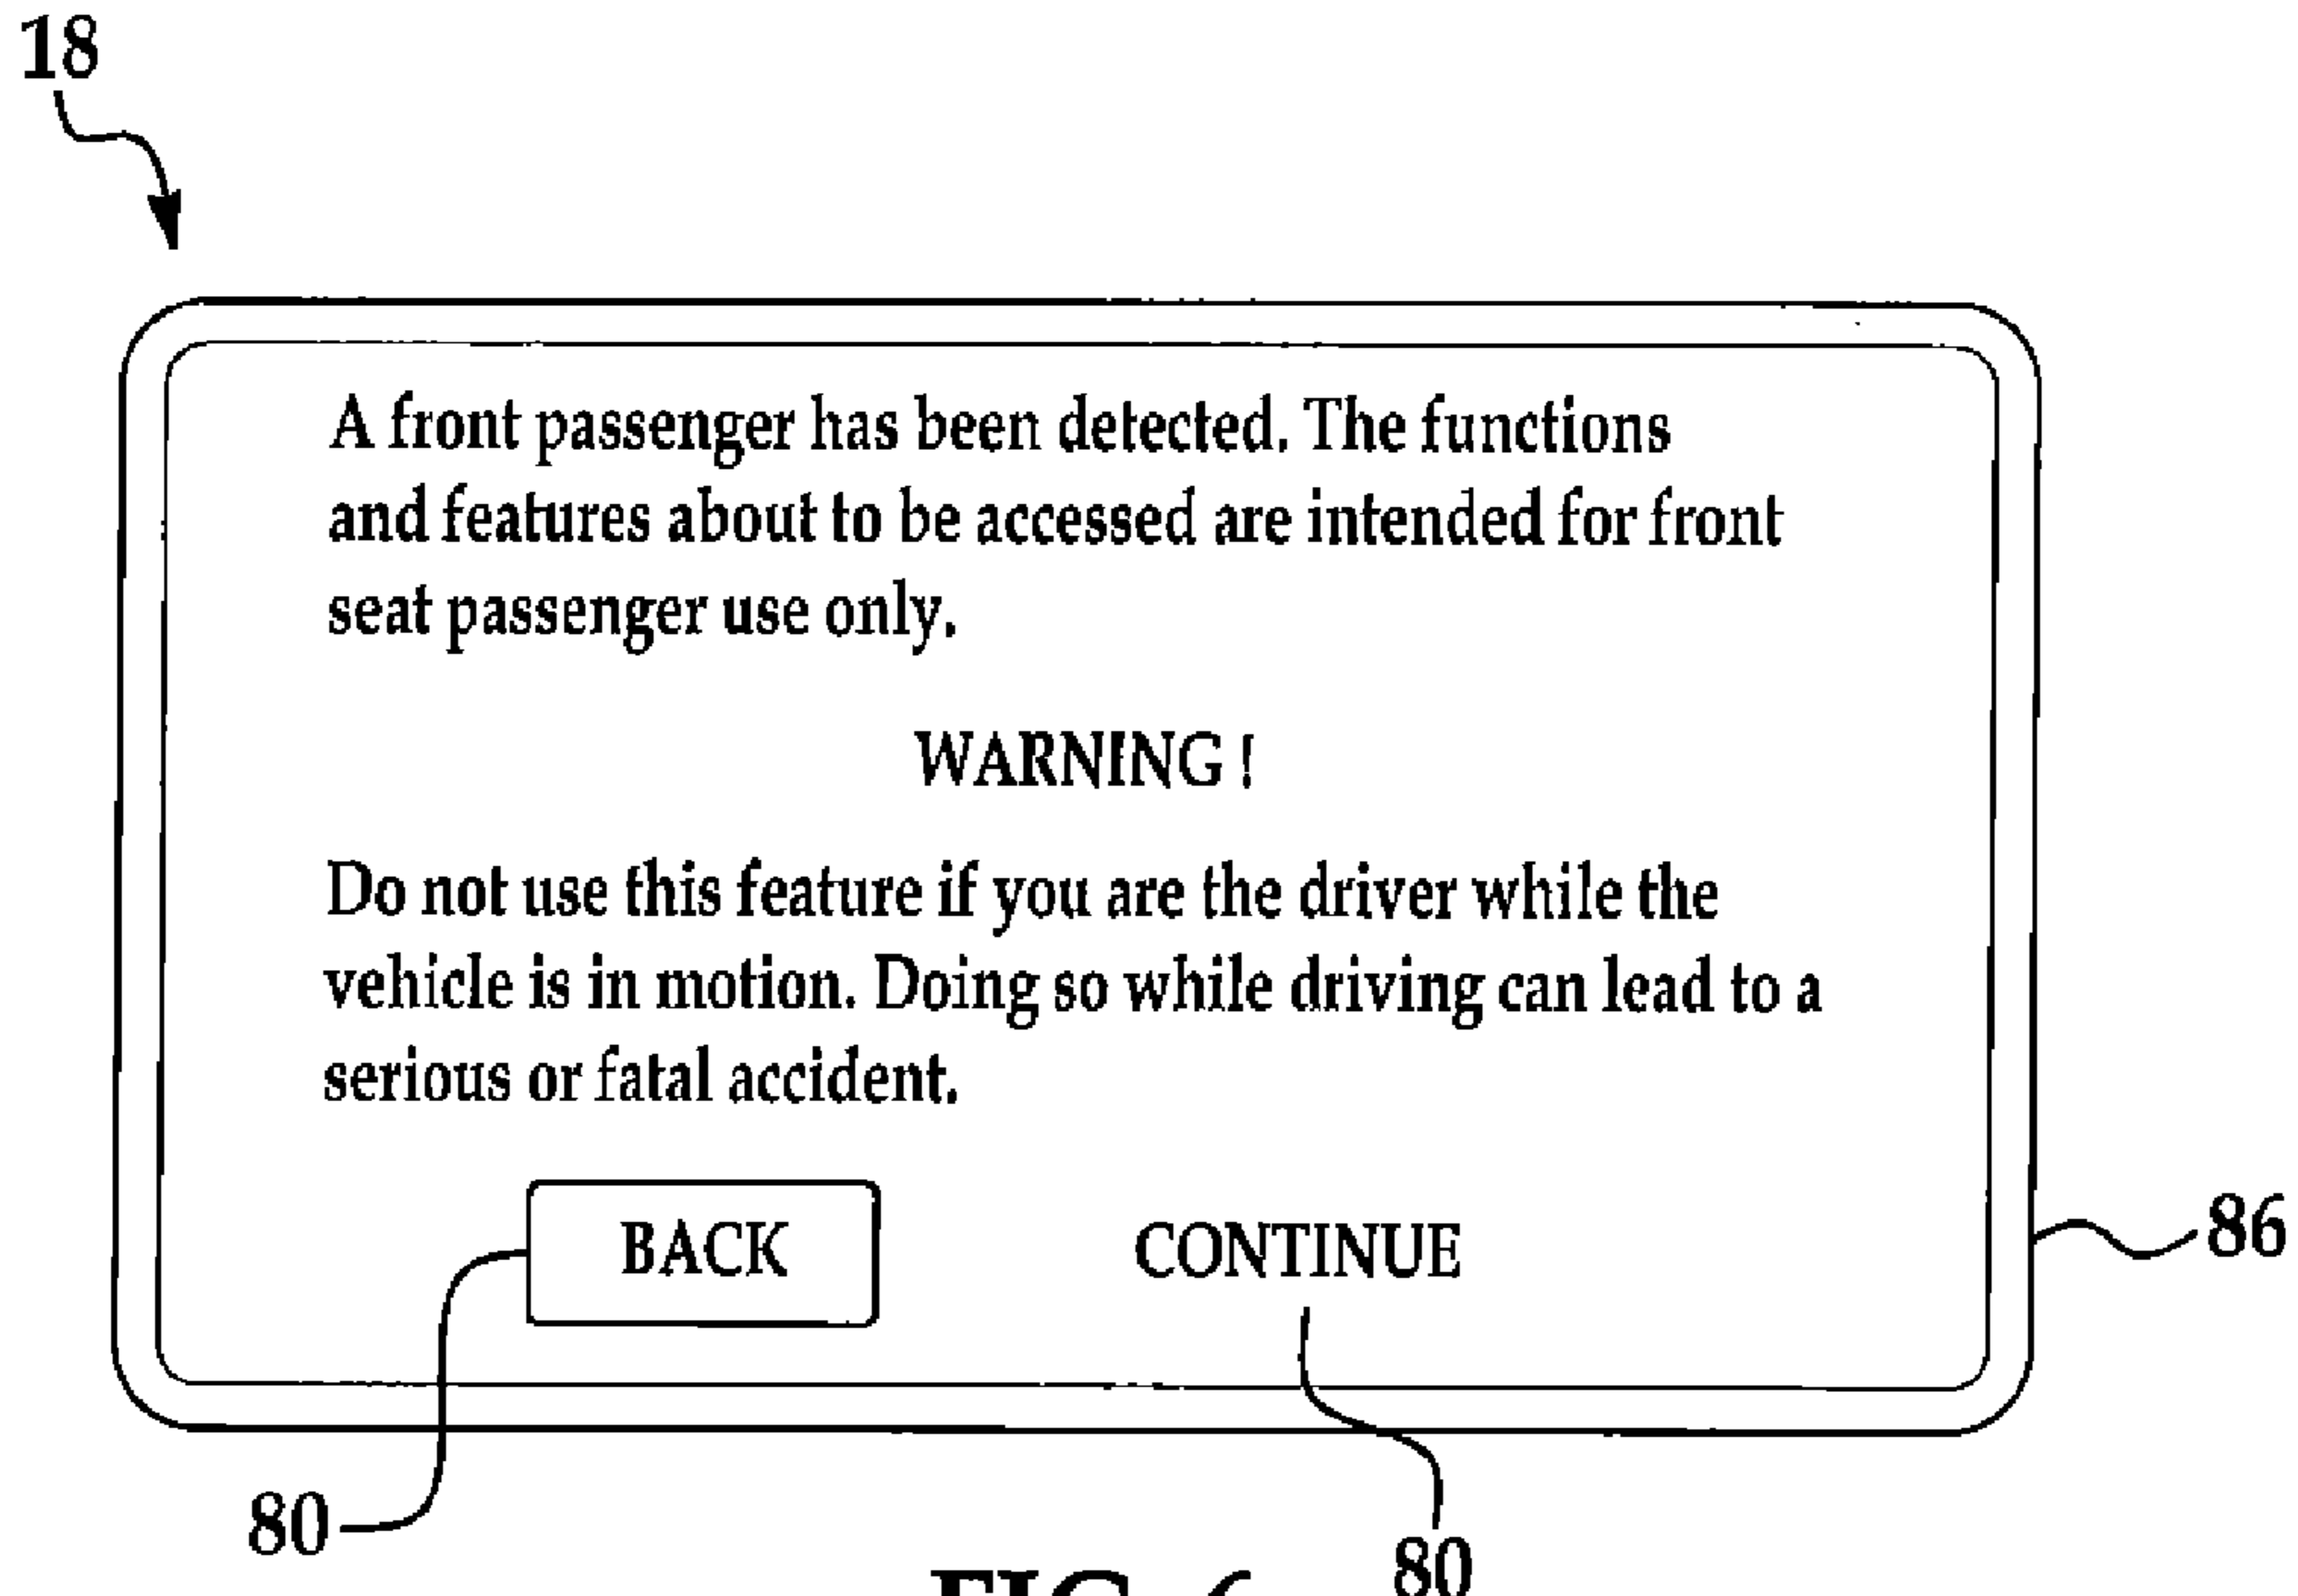 18
A front passenger has been detected. The functions
and features about to be accessed are intended for front
seat passenger use only.
WARNING !
Do not use this feature if you are the driver while the
vehicle is in motion. Doing so while driving can lead to a
serious or fatal accident.
BACK CONTINUE
86
80
80
FIG. 6